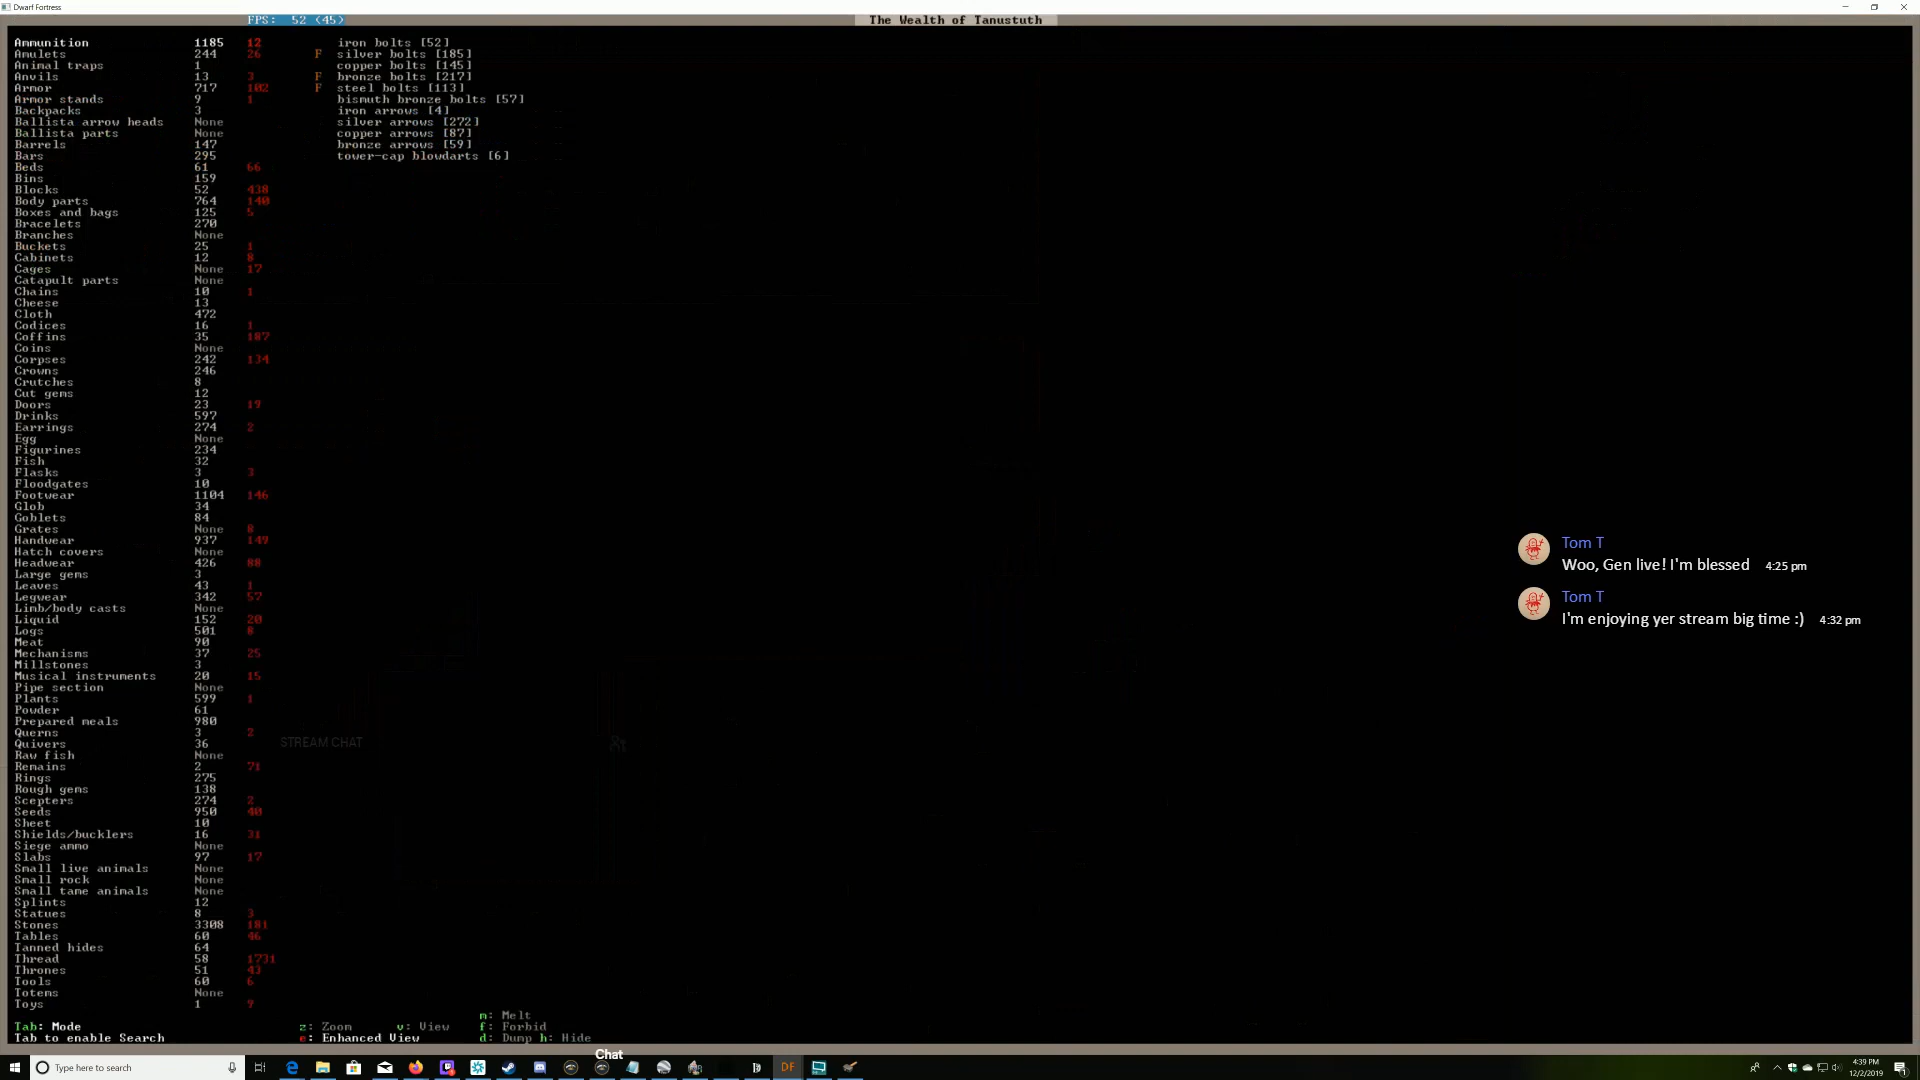 Dwarf Fortress
FPS: 52 (45)
The Wealth of Tanustuth
Ammunition 1185 12
Amulets 244 26
Animal traps 1
Anvils 13 3
Armor 717 102
Armor stands 9 1
Backpacks 3
Ballista arrow heads None
Ballista parts None
Barrels 147
Bars 295
Beds 61 66
Bins 159
Blocks 52 438
Body parts 764 140
Boxes and bags 125 5
Bracelets 270
Branches None
Buckets 25 1
Cabinets 12 8
Cages None 17
Catapult parts None
Chains 10 1
Cheese 13
Cloth 472
Codices 16 1
Coffins 35 187
Coins None
Corpses 242 134
Crowns 246
Crutches 8
Cut gems 12
Doors 23 19
Drinks 597
Earrings 274 2
Egg None
Figurines 234
Fish 32
Flasks 3 3
Floodgates 10
Footwear 1104 146
Glob 34
Goblets 84
Grates None 8
Handwear 937 149
Hatch covers None
Headwear 426 88
Large gems 3
Leaves 43 1
Legwear 342 57
Limb/body casts None
Liquid 152 20
Logs 501 8
Meat 90
Mechanisms 37 25
Millstones 3
Musical instruments 20 15
Pipe section None
Plants 599 1
Powder 61
Prepared meals 980
Querns 3 2
Quivers 36
Raw fish None
Remains 2 71
Rings 275
Rough gems 138
Scepters 274 2
Seeds 950 40
Sheet 10
Shields/bucklers 16 31
Siege ammo None
Slabs 97 17
Small live animals None
Small rock None
Small tame animals None
Splints 12
Statues 8 3
Stones 3308 181
Tables 60 46
Tanned hides 64
Thread 58 1731
Thrones 51 43
Tools 60 6
Totems None
Toys 1 9
iron bolts [52]
F silver bolts [185]
copper bolts [145]
F bronze bolts [217]
F steel bolts [113]
bismuth bronze bolts [57]
iron arrows [4]
silver arrows [272]
copper arrows [87]
bronze arrows [59]
tower-cap blowdarts [6]
STREAM CHAT
Tom T
Woo, Gen live! I'm blessed 4:25 pm
Tom T
I'm enjoying yer stream big time :) 4:32 pm
m: Melt
Tab: Mode z: Zoom v: View f: Forbid
Tab to enable Search e: Enhanced View d: Dump h: Hide
Chat
Type here to search
DF
4:39 PM
12/2/2019